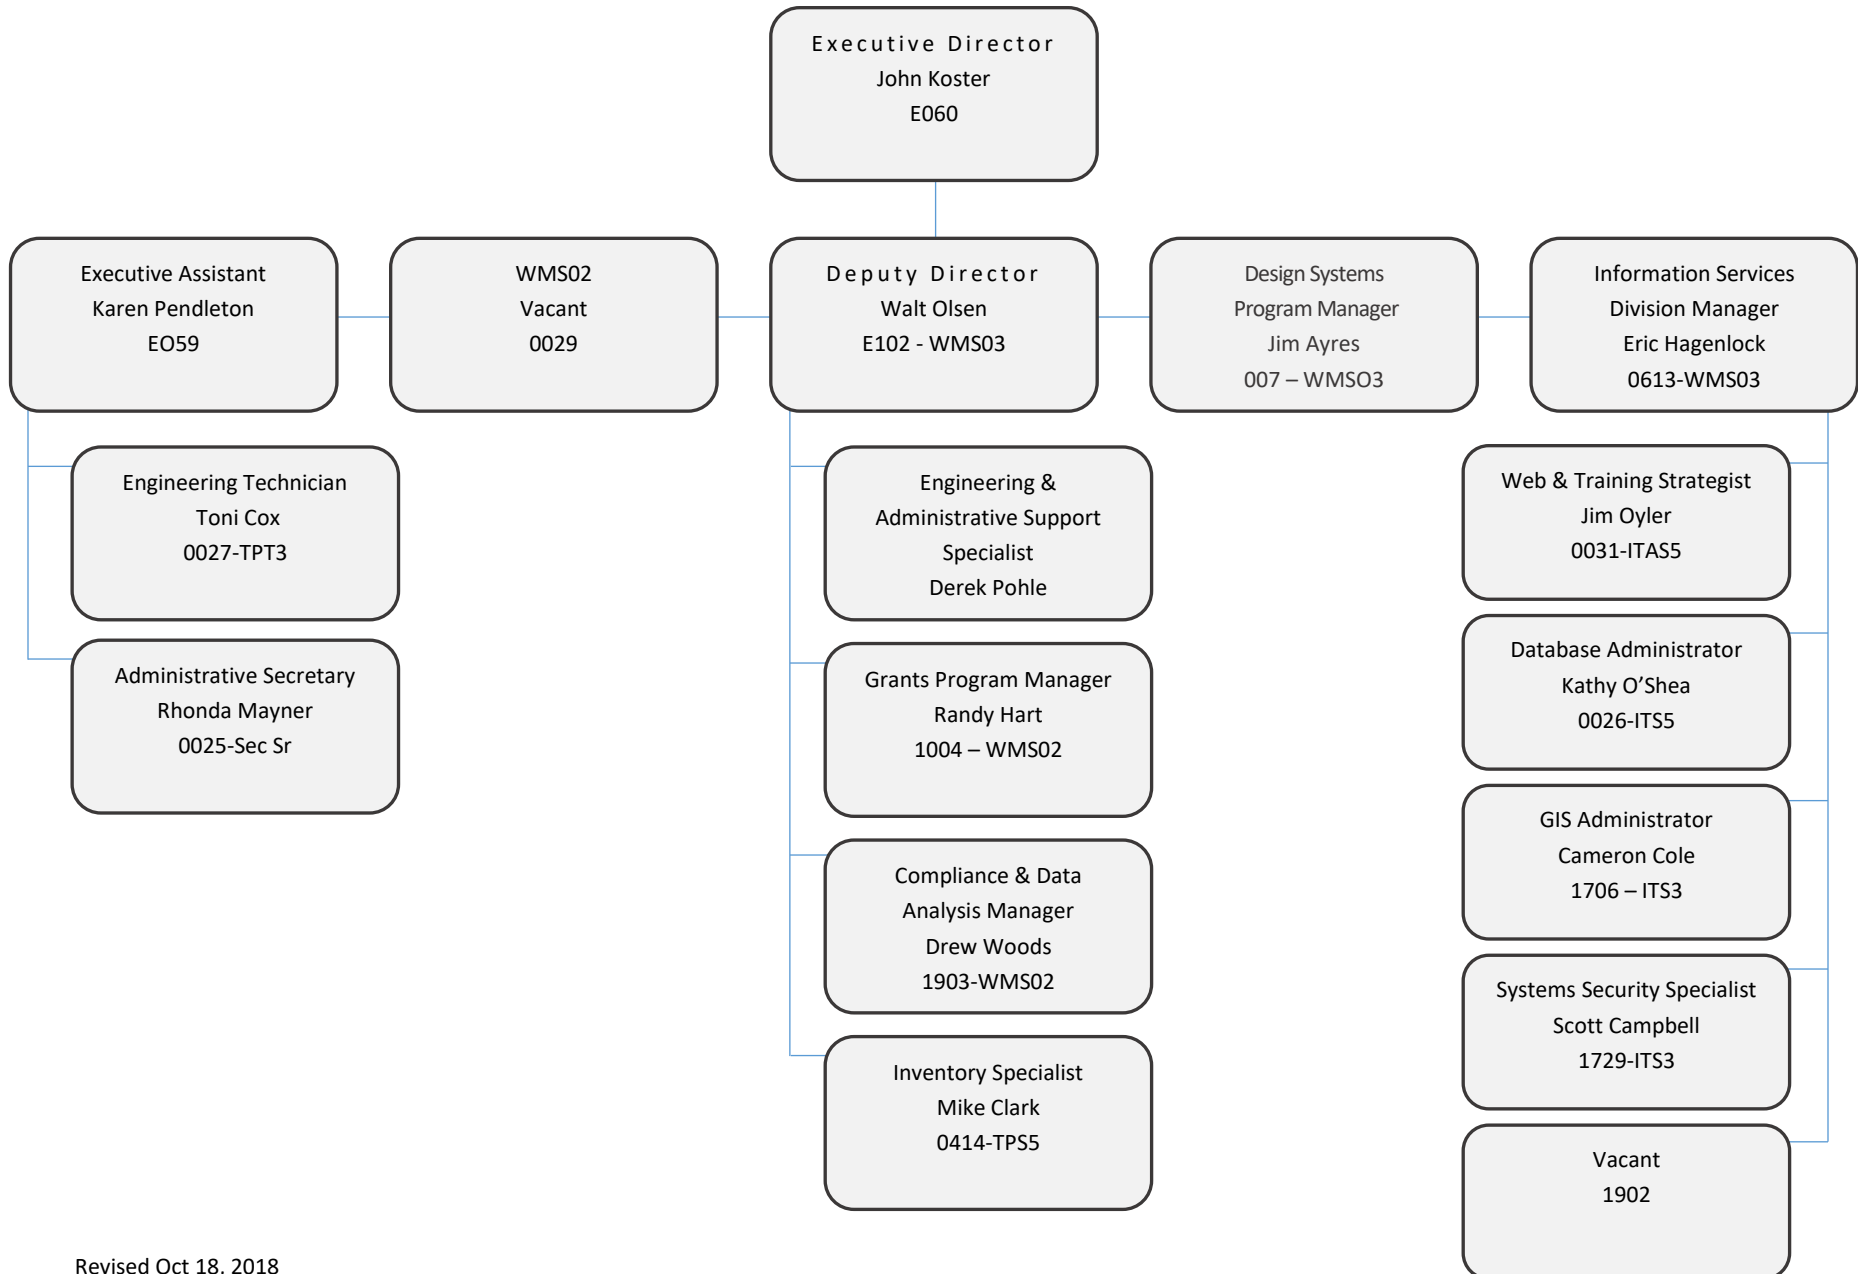 Executive Director
John Koster
E060
Executive Assistant
Karen Pendleton
EO59
WMS02
Vacant
0029
Deputy Director
Walt Olsen
E102 - WMS03
Design Systems
Program Manager
Jim Ayres
007 – WMSO3
Information Services
Division Manager
Eric Hagenlock
0613-WMS03
Engineering Technician
Toni Cox
0027-TPT3
Administrative Secretary
Rhonda Mayner
0025-Sec Sr
Engineering &
Administrative Support
Specialist
Derek Pohle
Grants Program Manager
Randy Hart
1004 – WMS02
Compliance & Data
Analysis Manager
Drew Woods
1903-WMS02
Inventory Specialist
Mike Clark
0414-TPS5
Web & Training Strategist
Jim Oyler
0031-ITAS5
Database Administrator
Kathy O’Shea
0026-ITS5
GIS Administrator
Cameron Cole
1706 – ITS3
Systems Security Specialist
Scott Campbell
1729-ITS3
Vacant
1902
Revised Oct 18, 2018